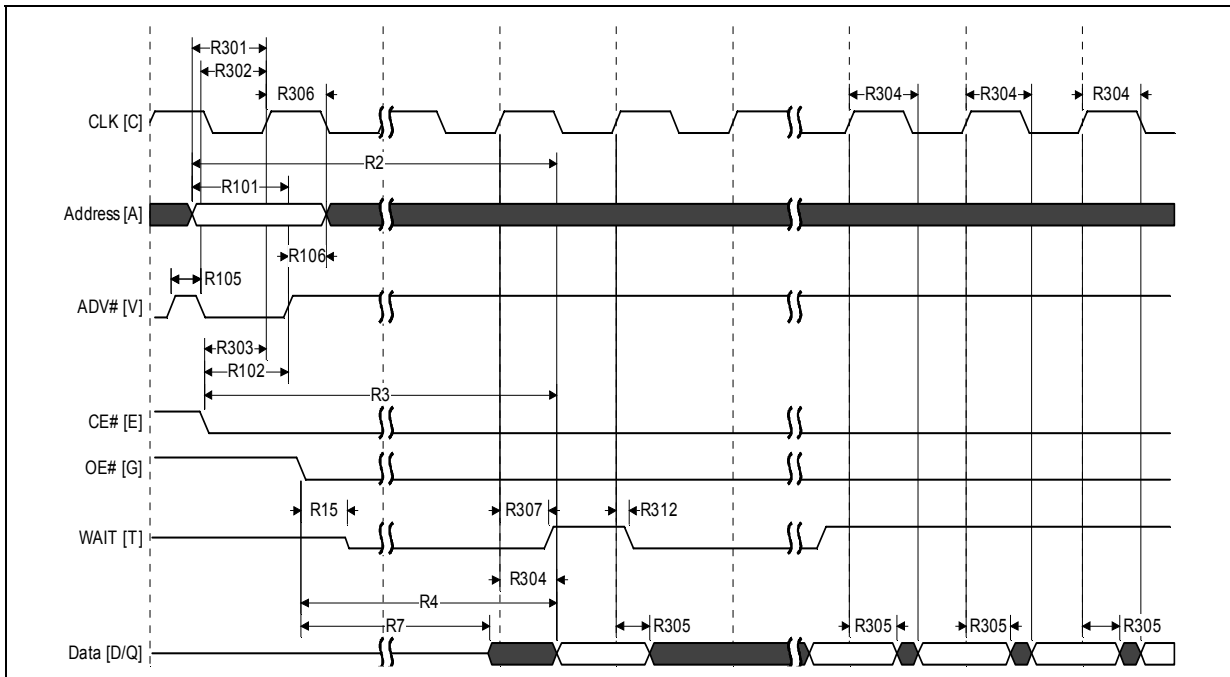 R301
R302
R306
R304
R304
R304
CLK [C]
R2
R101
Address [A]
R106
R105
ADV# [V]
R303
R102
R3
CE# [E]
OE# [G]
R15
R307
R312
WAIT [T]
R304
R4
R7
R305
R305
R305
R305
Data [D/Q]